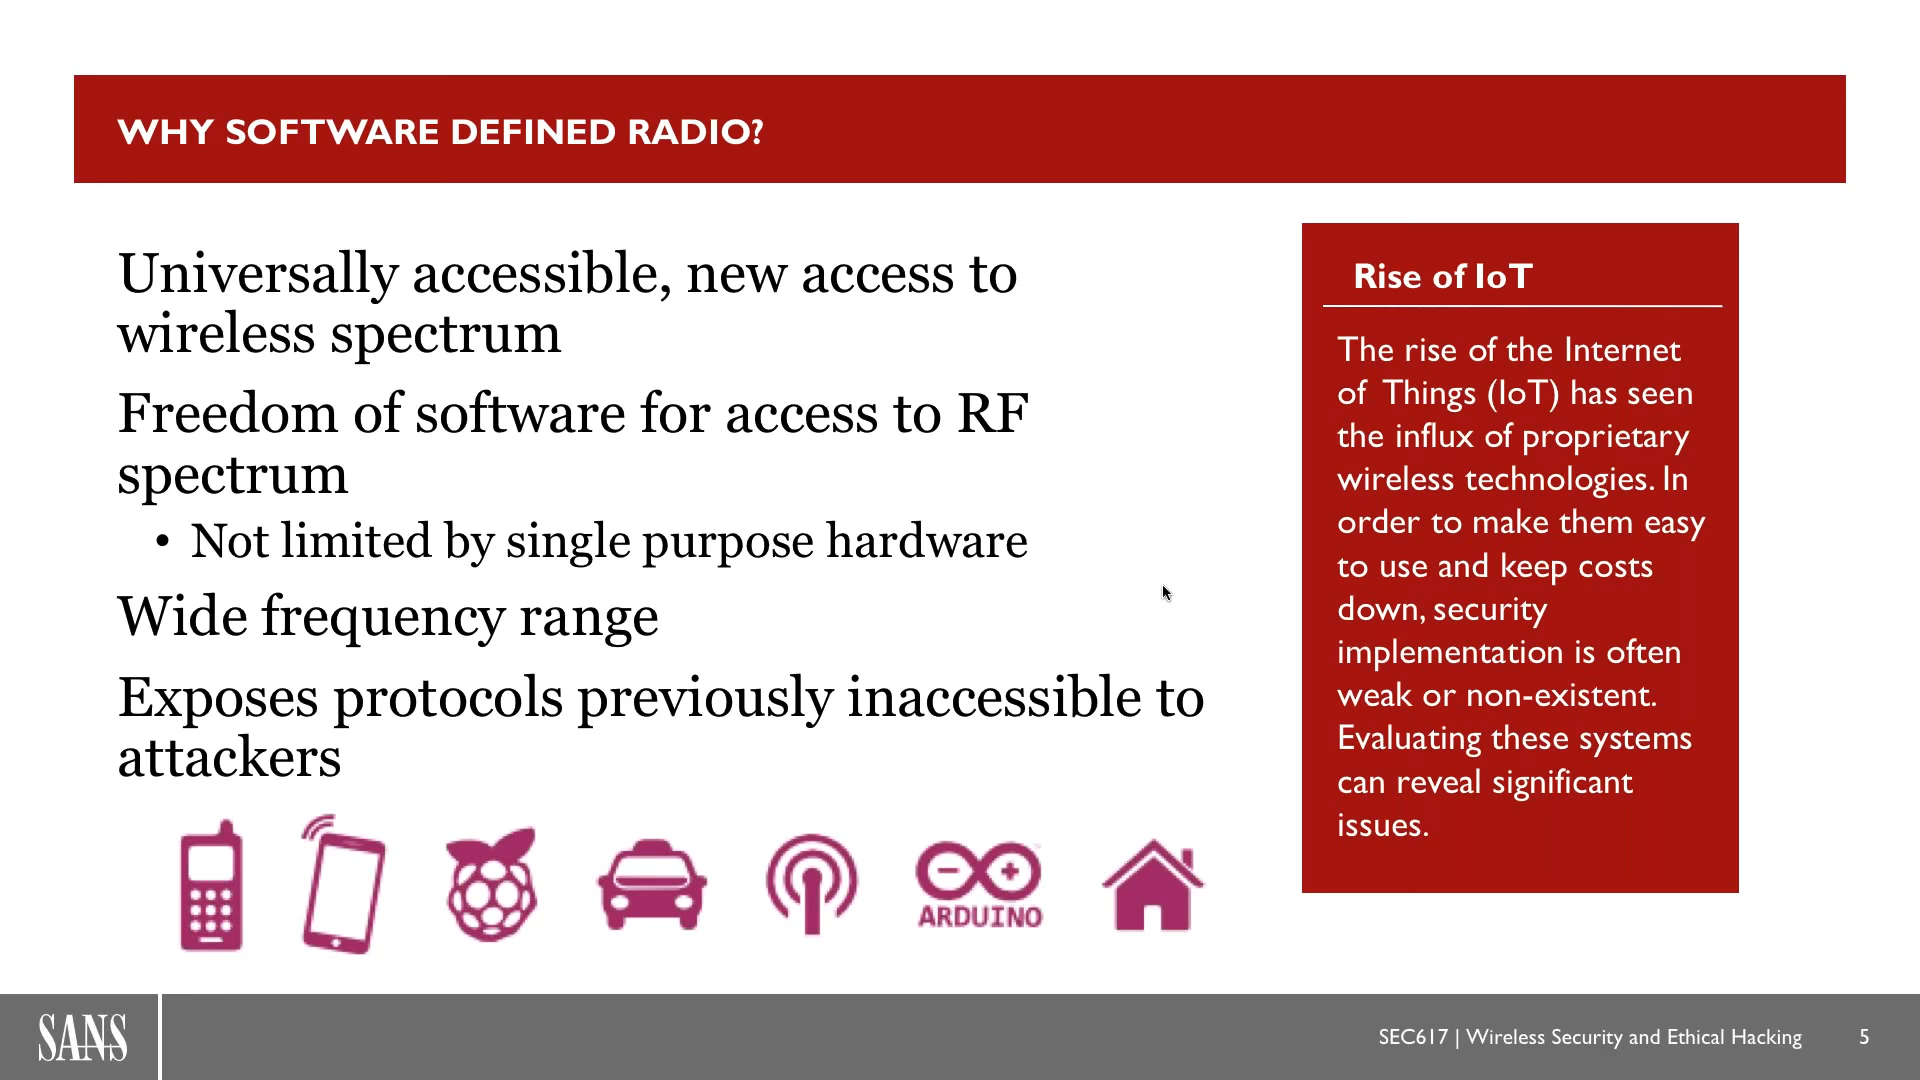 WHY SOFTWARE DEFINED RADIO?
Universally accessible, new access to
wireless spectrum
Freedom of software for access to RF
spectrum
• Not limited by single purpose hardware
Wide frequency range
Exposes protocols previously inaccessible to
attackers
ARDUINO
Rise of IoT
The rise of the Internet
of Things (IoT) has seen
the influx of proprietary
wireless technologies. In
order to make them easy
to use and keep costs
down, security
implementation is often
weak or non-existent.
Evaluating these systems
can reveal significant
issues.
SANS
SEC617 | Wireless Security and Ethical Hacking
5